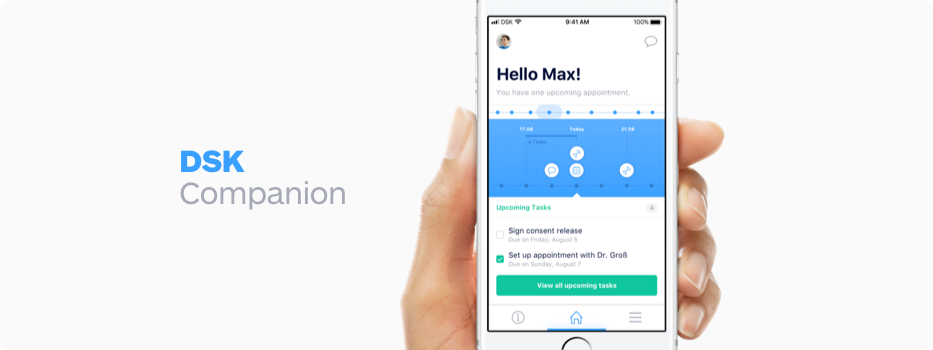 DSK
Companion
DSK
9:41 AM
100%
Hello Max!
You have one upcoming appointment.
17.08
Today
21.08
3 Tasks
Upcoming Tasks
4
Sign consent release
Due on Friday, August 5
Set up appointment with Dr. Groß
Due on Sunday, August 7
View all upcoming tasks